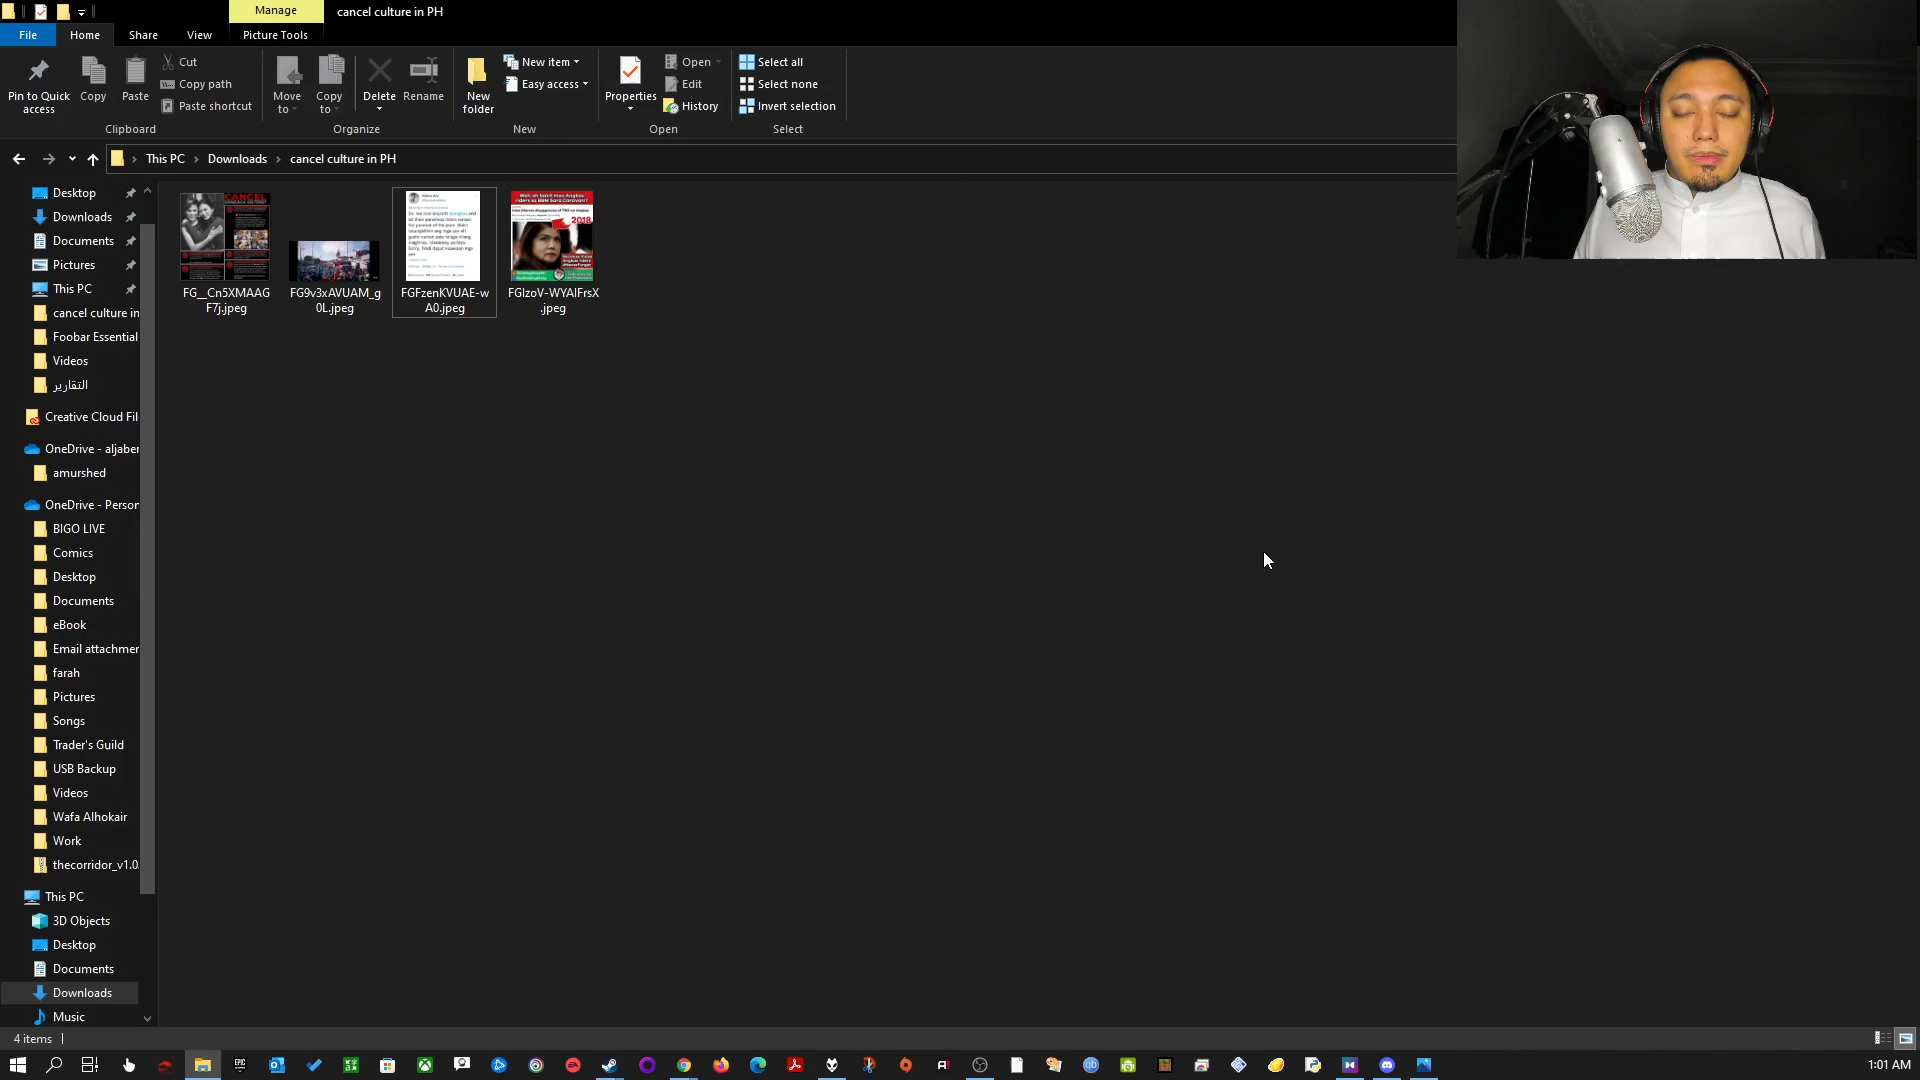 Manage
cancel culture in PH
File
Home
Share
View
Picture Tools
Pin to Quick
access
Copy
Paste
Cut
Copy path
Paste shortcut
Clipboard
Move
to
Copy
to
Delete
Rename
Organize
New
folder
New item
Easy access
New
Properties
Open
Edit
History
Open
Select all
Select none
Invert selection
Select
This PC
Downloads
cancel culture in PH
Desktop
Downloads
Documents
Pictures
This PC
cancel culture in
Foobar Essential
Videos
التقارير
Creative Cloud Fil
OneDrive - aljaber
amurshed
OneDrive - Person
BIGO LIVE
Comics
Desktop
Documents
eBook
Email attachmer
farah
Pictures
Songs
Trader's Guild
USB Backup
Videos
Wafa Alhokair
Work
thecorridor_v1.0.
This PC
3D Objects
Desktop
Documents
Downloads
Music
CANCEL
2018
FG__Cn5XMAAG
F7j.jpeg
FG9v3xAVUAM_g
0L.jpeg
FGFzenKVUAE-w
A0.jpeg
FGIzoV-WYAIFrsX
.jpeg
4 items
EPIC
1:01 AM